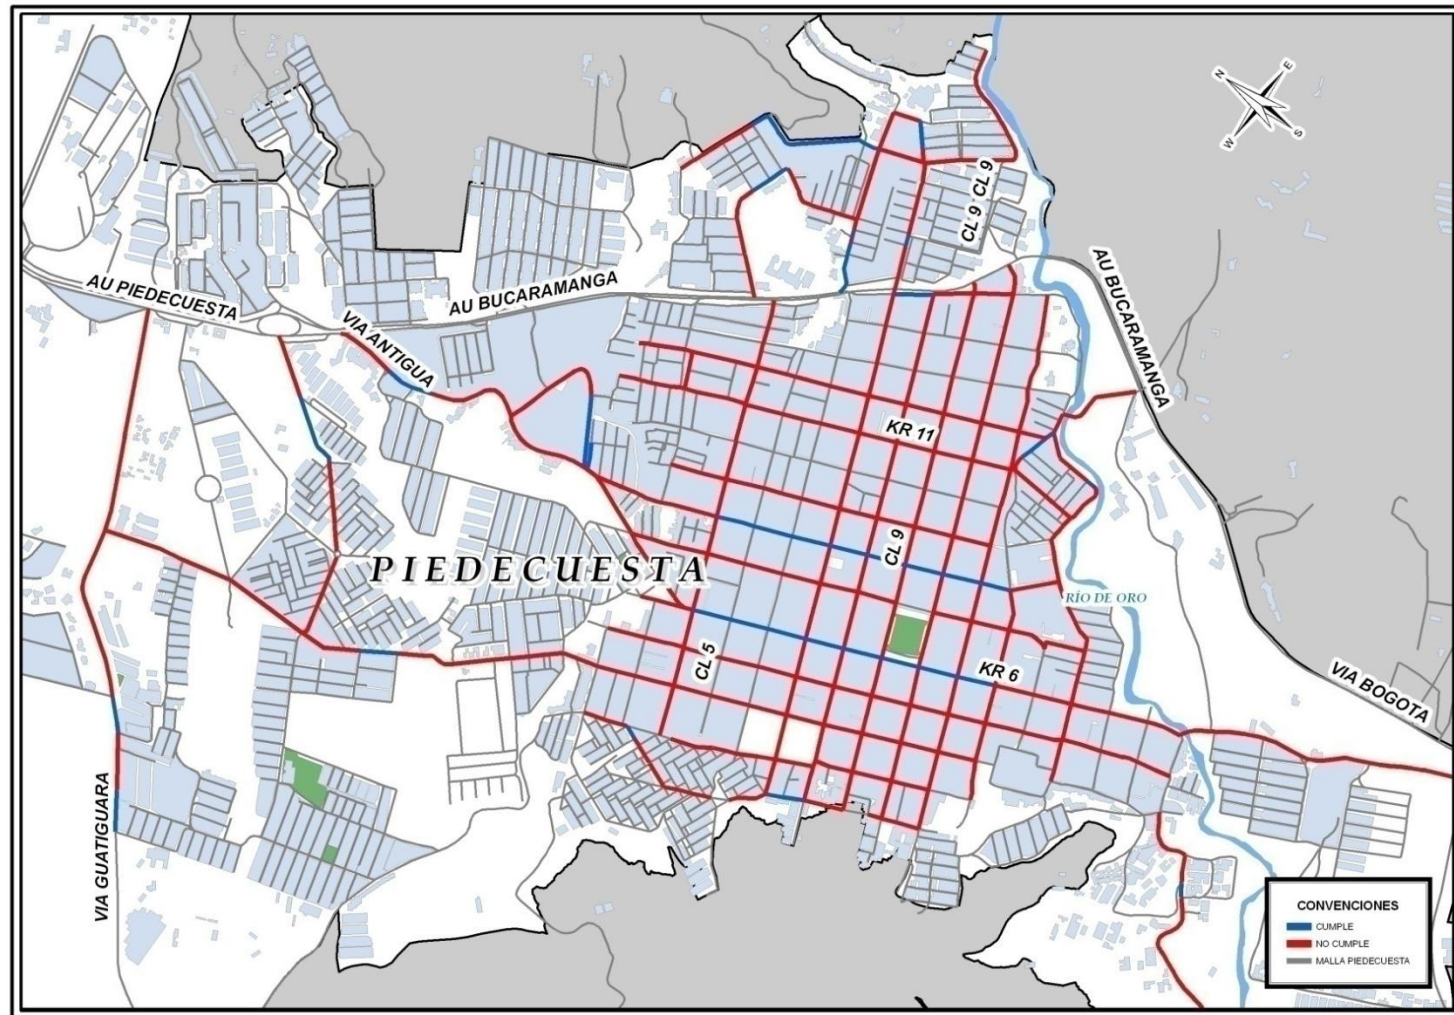 N
E
W
S
CL 9
CL 9
AU PIEDECUESTA
AU BUCARAMANGA
VIA ANTIGUA
AU BUCARAMANGA
KR 11
CL 9
PIEDECUESTA
RÍO DE ORO
CL 5
KR 6
VIA BOGOTA
VIA GUATIGUARA
CONVENCIONES
CUMPLE
NO CUMPLE
MALLA PIEDECUESTA